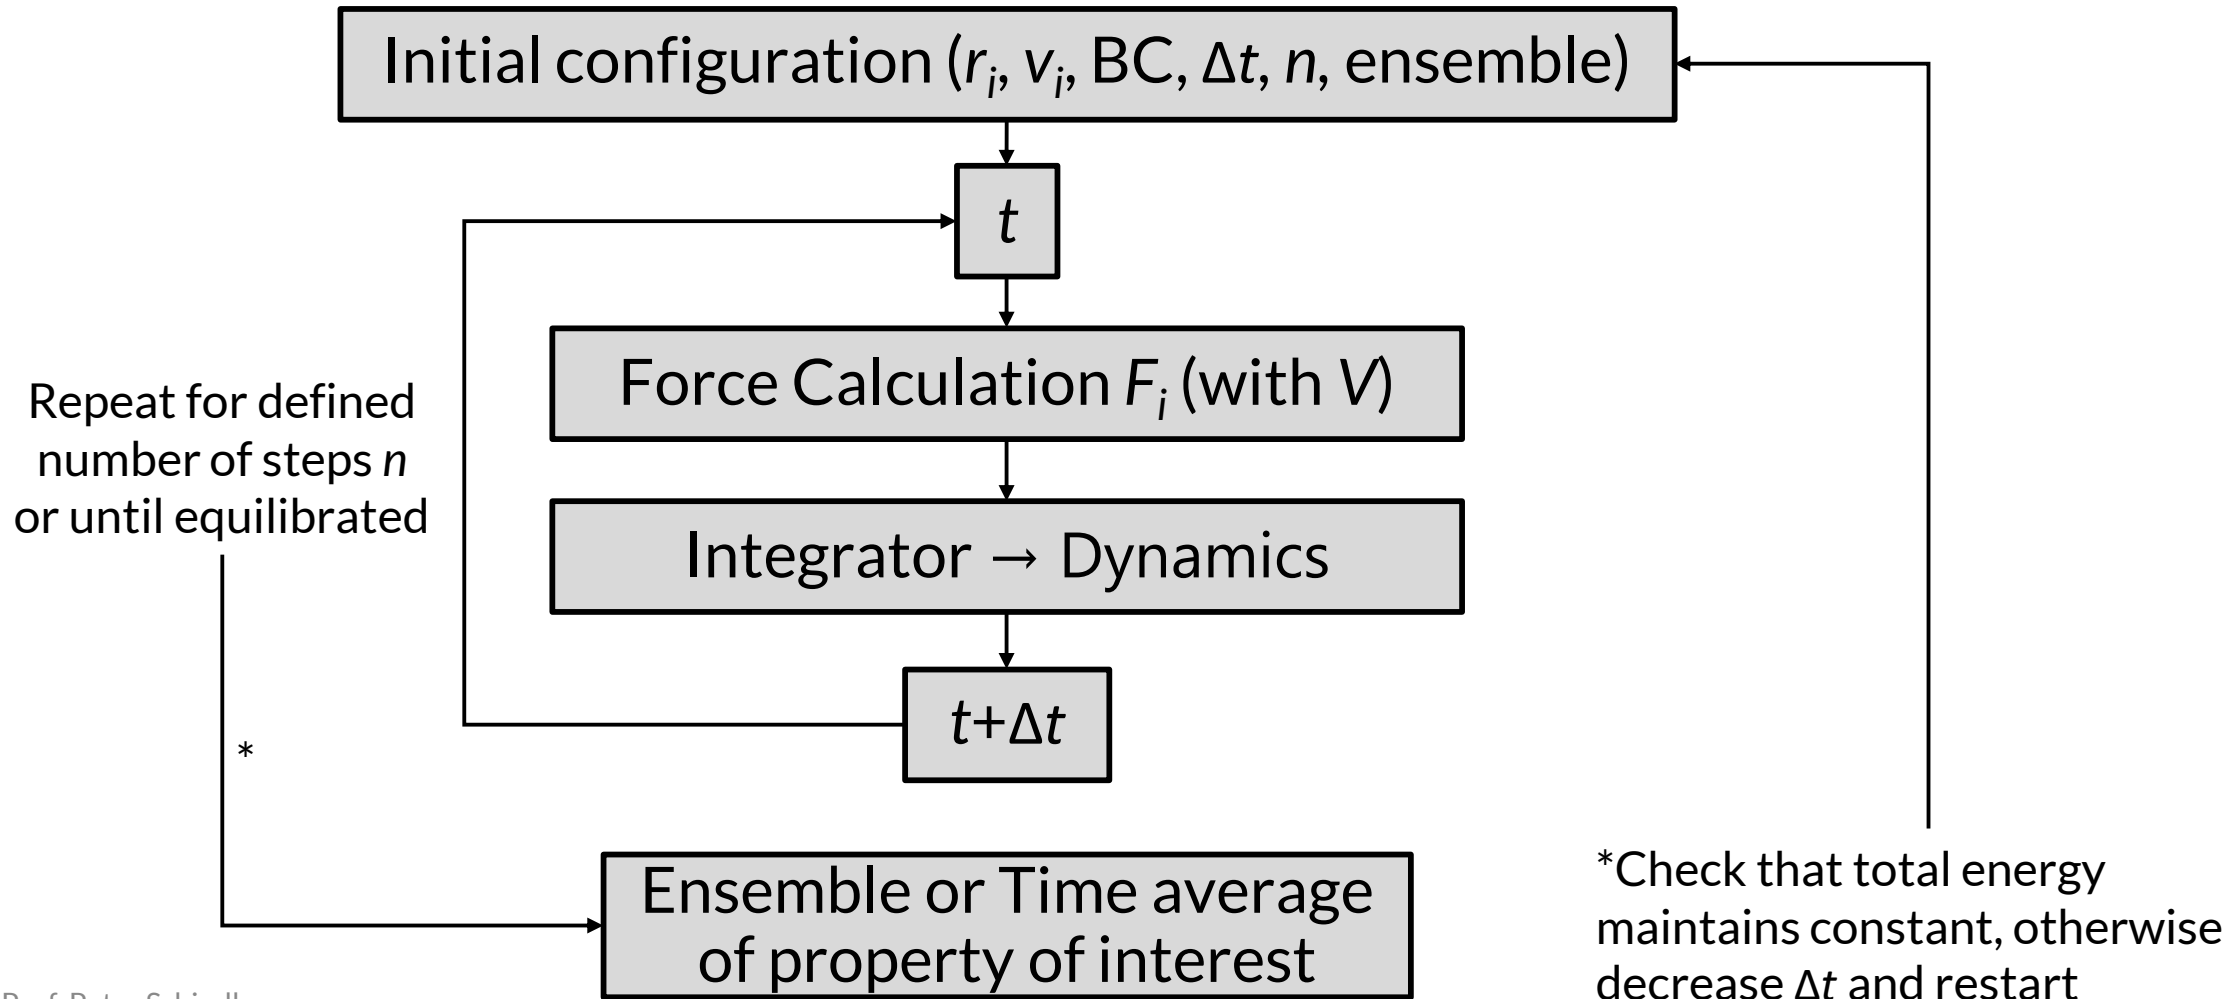 Initial configuration (rᵢ, vᵢ, BC, Δt, n, ensemble)
t
Force Calculation Fᵢ (with V)
Integrator → Dynamics
t+Δt
Repeat for defined
number of steps n
or until equilibrated
*
Ensemble or Time average
of property of interest
*Check that total energy
maintains constant, otherwise
decrease Δt and restart